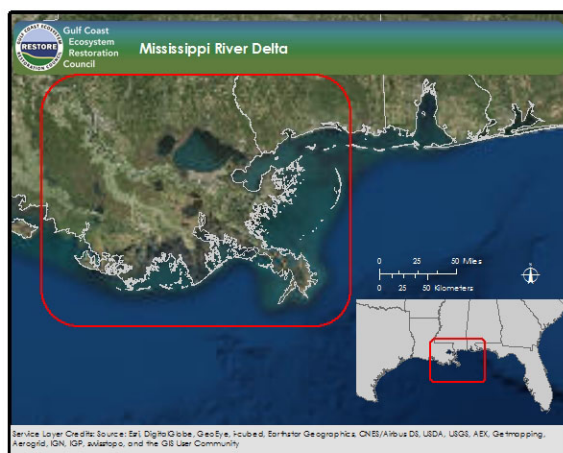 Gulf Coast
Ecosystem
Restoration
Council
RESTORE
Mississippi River Delta
0 25 50 Miles
0 25 50 Kilometers
Service Layer Credits: Source: Esri, DigitalGlobe, GeoEye, i-cubed, Earthstar Geographics, CNES/Airbus DS, USDA, USGS, AEX, Getmapping,
Aerogrid, IGN, IGP, swisstopo, and the GIS User Community